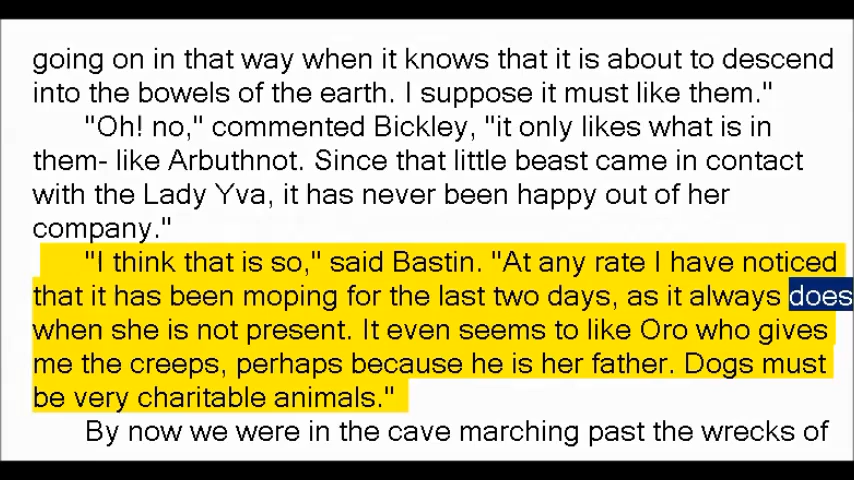 going on in that way when it knows that it is about to descend
into the bowels of the earth. I suppose it must like them."
"Oh! no," commented Bickley, "it only likes what is in
them- like Arbuthnot. Since that little beast came in contact
with the Lady Yva, it has never been happy out of her
company."
"I think that is so," said Bastin. "At any rate I have noticed
that it has been moping for the last two days, as it always does
when she is not present. It even seems to like Oro who gives
me the creeps, perhaps because he is her father. Dogs must
be very charitable animals."
By now we were in the cave marching past the wrecks of